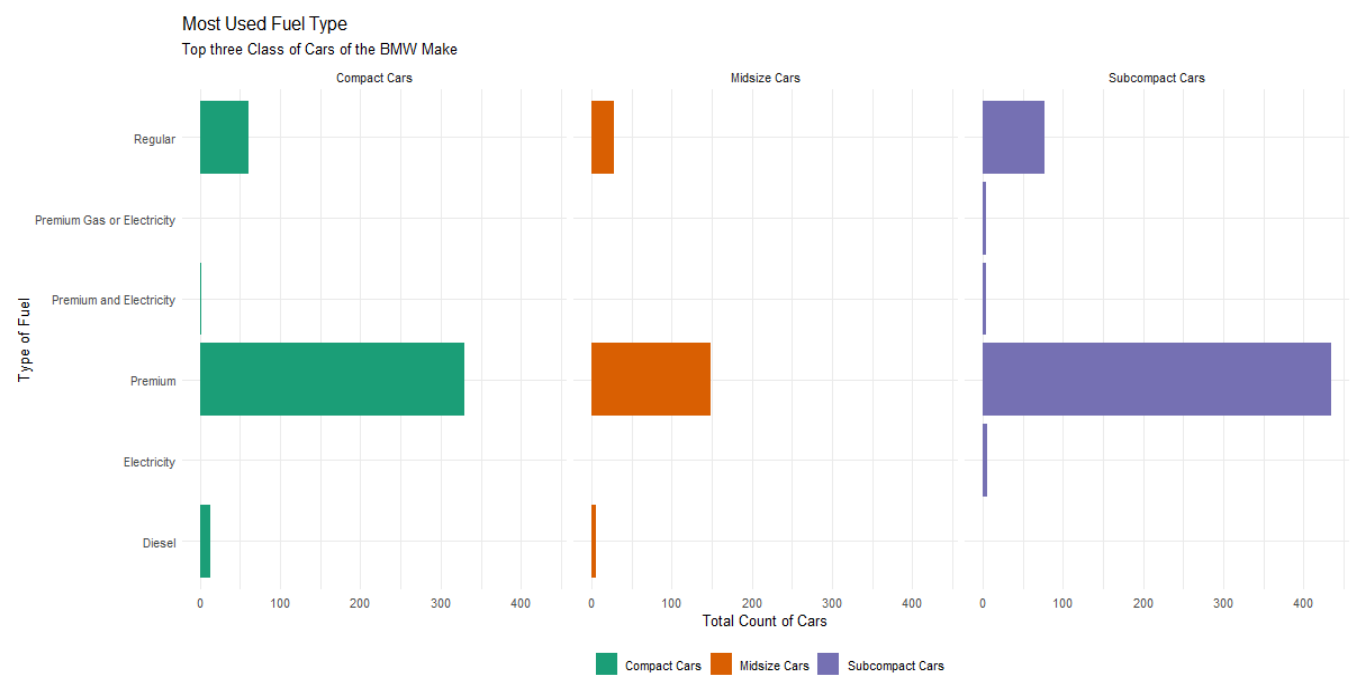 Most Used Fuel Type
Top three Class of Cars of the BMW Make
Compact Cars
Midsize Cars
Subcompact Cars
Type of Fuel
Regular
Premium Gas or Electricity
Premium and Electricity
Premium
Electricity
Diesel
0 100 200 300 400
0 100 200 300 400
0 100 200 300 400
Total Count of Cars
Compact Cars Midsize Cars Subcompact Cars